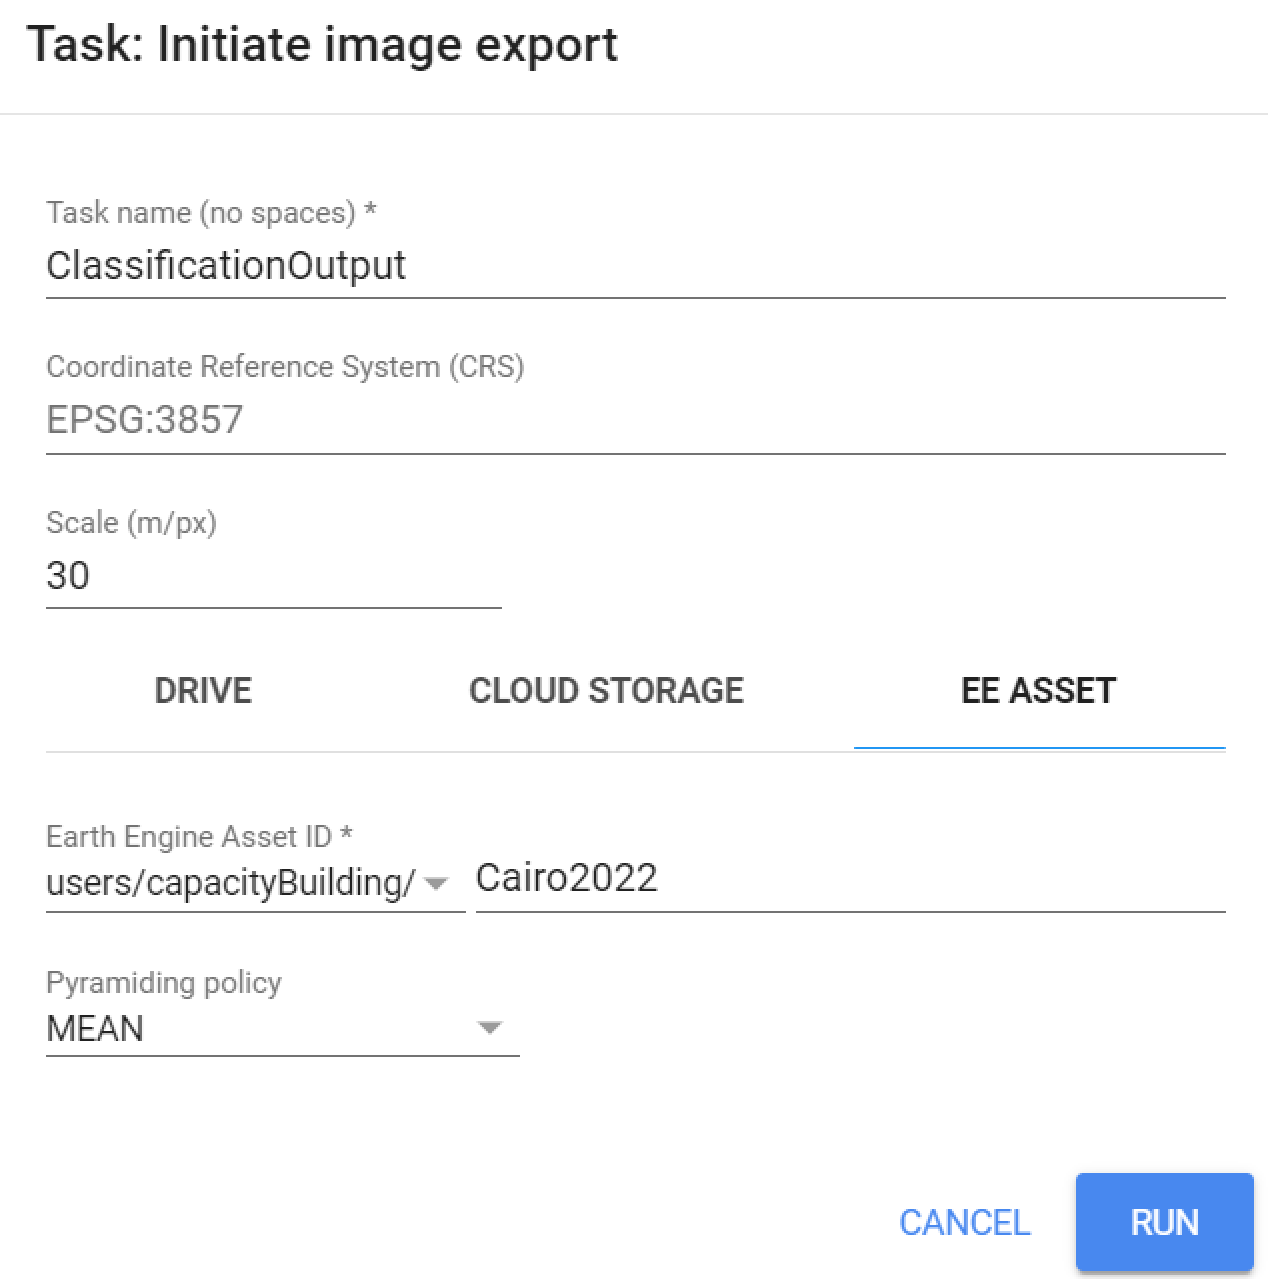 Task: Initiate image export
Task name (no spaces) *
ClassificationOutput
Coordinate Reference System (CRS)
EPSG:3857
Scale (m/px)
30
DRIVE CLOUD STORAGE EE ASSET
Earth Engine Asset ID *
users/capacityBuilding/ Cairo2022
Pyramiding policy
MEAN
CANCEL RUN